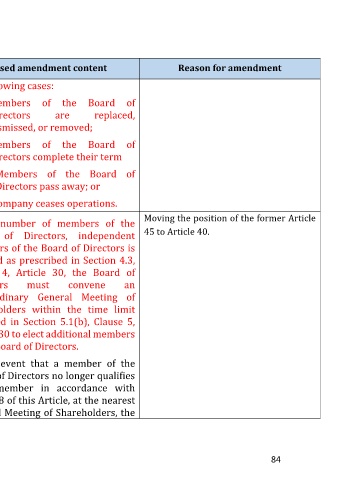 sed amendment content
Reason for amendment
owing cases:
embers of the Board of
rectors are replaced,
smissed, or removed;
embers of the Board of
rectors complete their term
Members of the Board of
Directors pass away; or
ompany ceases operations.
number of members of the
of Directors, independent
rs of the Board of Directors is
d as prescribed in Section 4.3,
4, Article 30, the Board of
rs must convene an
rdinary General Meeting of
holders within the time limit
ed in Section 5.1(b), Clause 5,
30 to elect additional members
oard of Directors.
event that a member of the
of Directors no longer qualifies
member in accordance with
8 of this Article, at the nearest
l Meeting of Shareholders, the
Moving the position of the former Article
45 to Article 40.
84